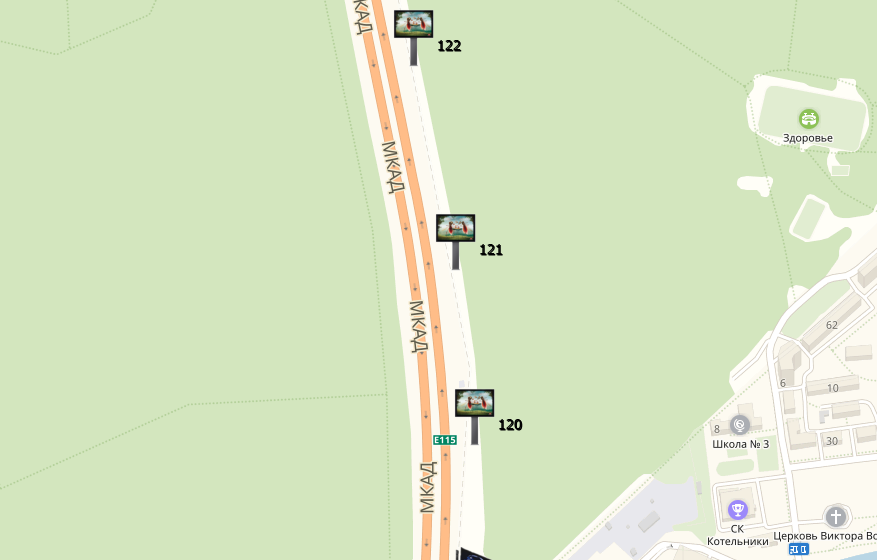 МКАД
122
Здоровье
МКАД
121
62
МКАД
6
10
120
8
30
E115
Школа № 3
МКАД
СК
Котельники
Церковь Виктора Во